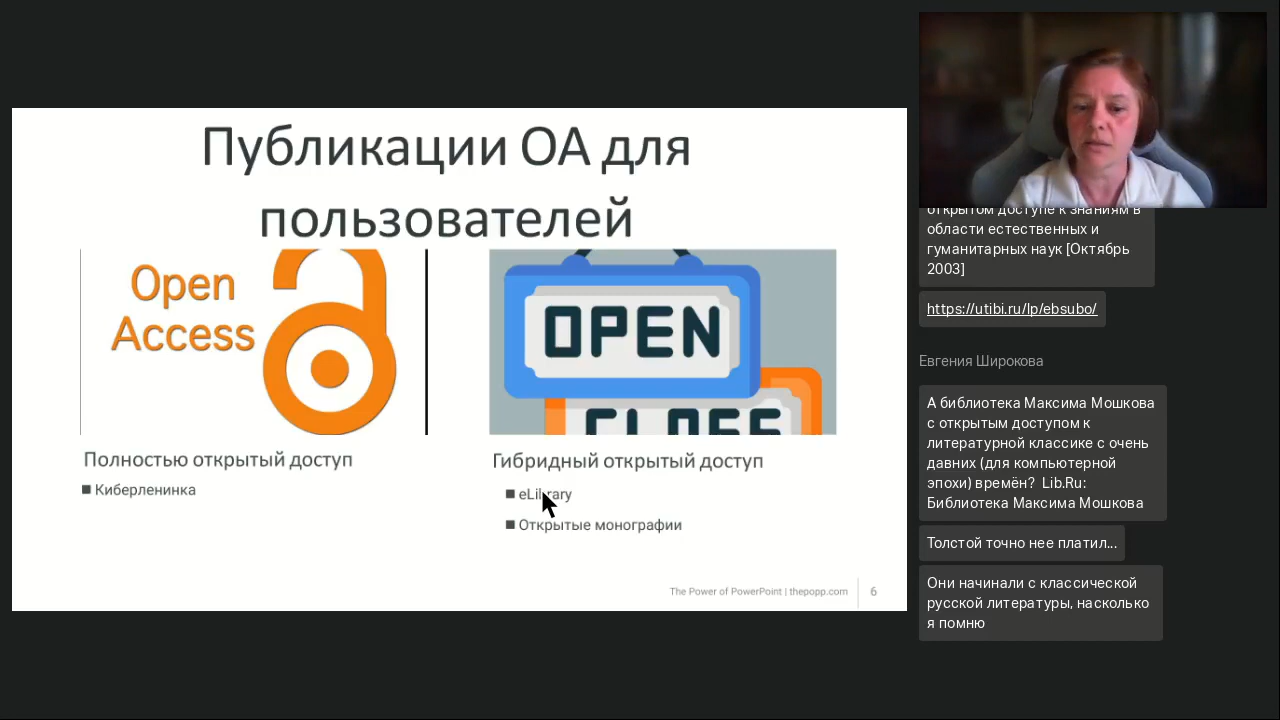 Публикации ОА для
пользователей
Open
Access
OPEN
CLOSE
Полностью открытый доступ
Киберленинка
Гибридный открытый доступ
eLibrary
Открытые монографии
The Power of PowerPoint | thepopp.com
6
открытом доступе к знаниям в
области естественных и
гуманитарных наук [Октябрь
2003]
https://utibi.ru/lp/ebsubo/
Евгения Широкова
А библиотека Максима Мошкова
с открытым доступом к
литературной классике с очень
давних (для компьютерной
эпохи) времён? Lib.Ru:
Библиотека Максима Мошкова
Толстой точно нее платил...
Они начинали с классической
русской литературы, насколько
я помню